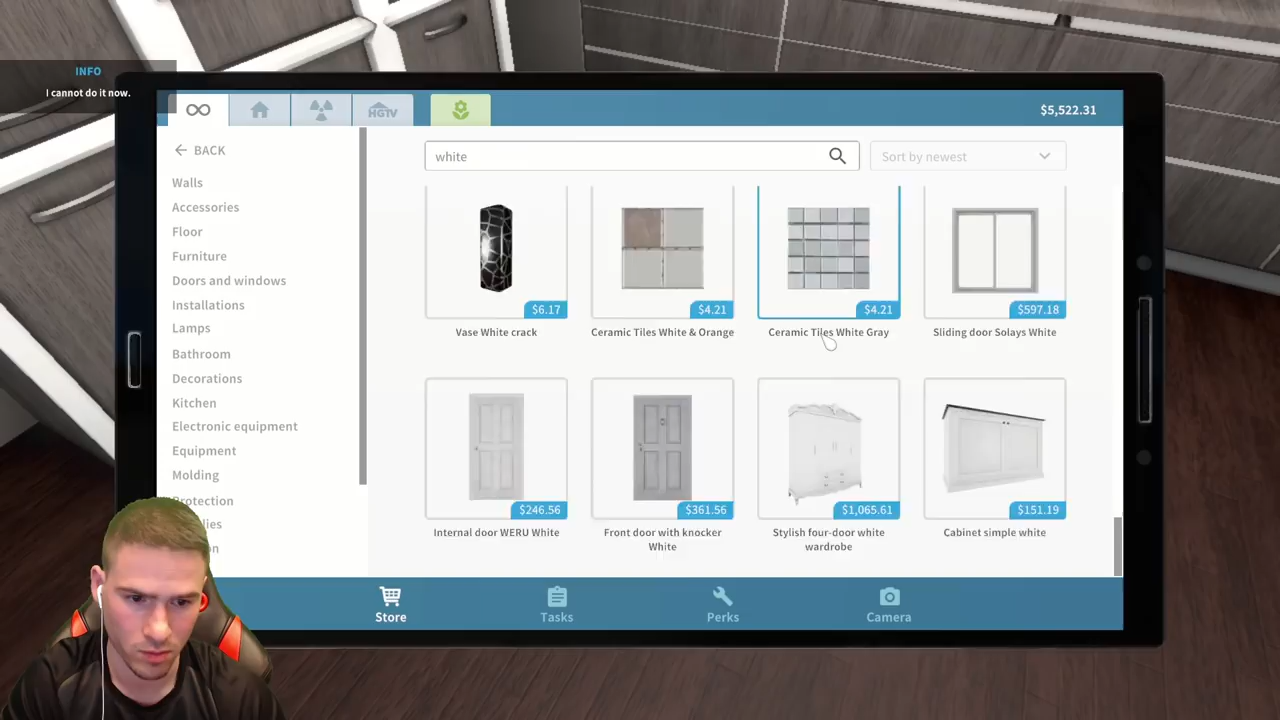 INFO
I cannot do it now.
HGTV
$5,522.31
BACK
Walls
Accessories
Floor
Furniture
Doors and windows
Installations
Lamps
Bathroom
Decorations
Kitchen
Electronic equipment
Equipment
Molding
white
Sort by newest
$6.17
$4.21
$4.21
$597.18
Vase White crack
Ceramic Tiles White & Orange
Ceramic Tiles White Gray
Sliding door Solays White
$246.56
$361.56
$1,065.61
$151.19
Internal door WERU White
Front door with knocker
White
Stylish four-door white
wardrobe
Cabinet simple white
Store
Tasks
Perks
Camera